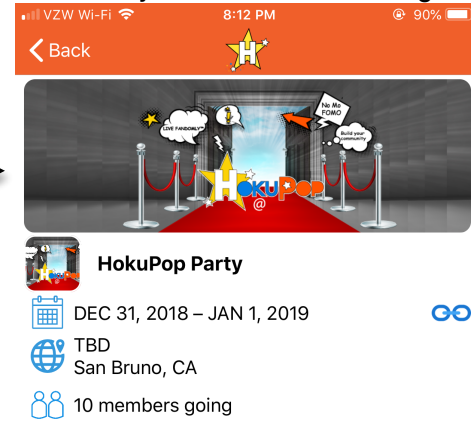 VZW Wi-Fi 8:12 PM 90%
Back
H
No Mo
FOMO
LIVE FANDOMLY™
Build your
community
HokuPop
@
HokuPop Party
DEC 31, 2018 – JAN 1, 2019
TBD
San Bruno, CA
10 members going